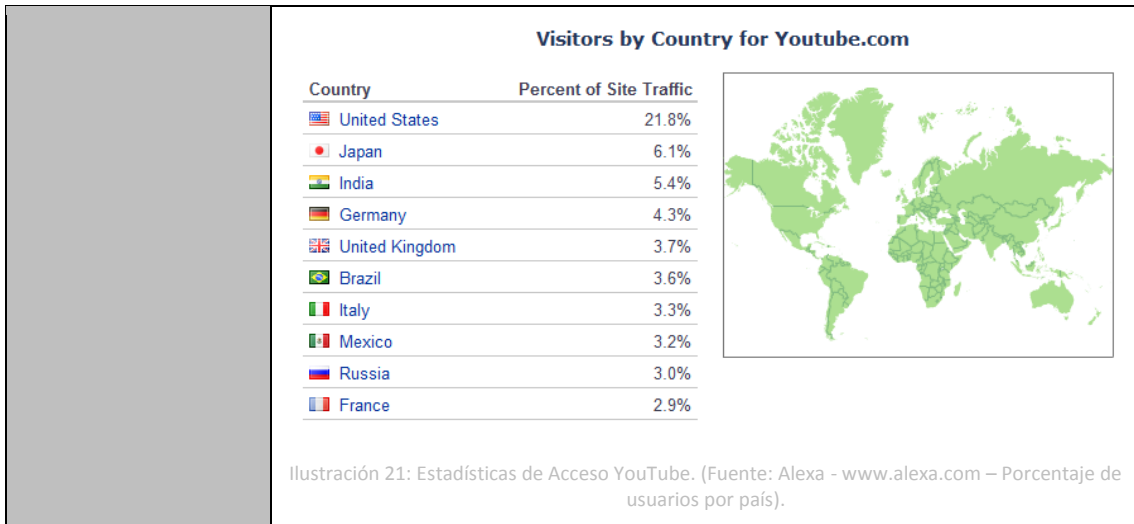 Visitors by Country for Youtube.com
Country Percent of Site Traffic
United States 21.8%
Japan 6.1%
India 5.4%
Germany 4.3%
United Kingdom 3.7%
Brazil 3.6%
Italy 3.3%
Mexico 3.2%
Russia 3.0%
France 2.9%
Ilustración 21: Estadísticas de Acceso YouTube. (Fuente: Alexa - www.alexa.com – Porcentaje de
usuarios por país).